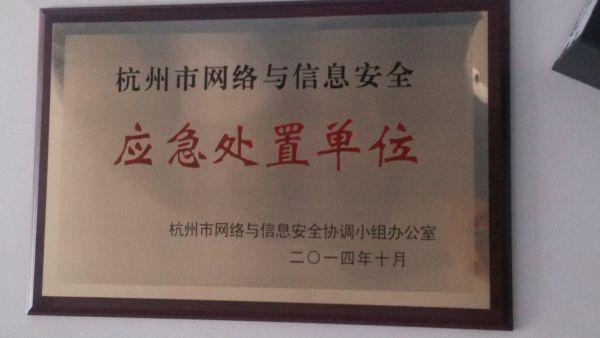 杭州市网络与信息安全
应急处置单位
杭州市网络与信息安全协调小组办公室
二〇一四年十月